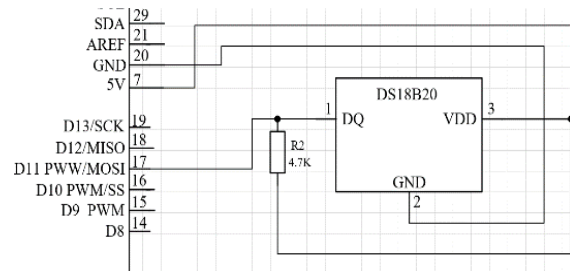 SDA 29
AREF 21
GND 20
5V 7
D13/SCK 19
D12/MISO 18
D11 PWW/MOSI 17
D10 PWM/SS 16
D9 PWM 15
D8 14
DS18B20
1 DQ VDD 3
GND
2
R2
4.7K